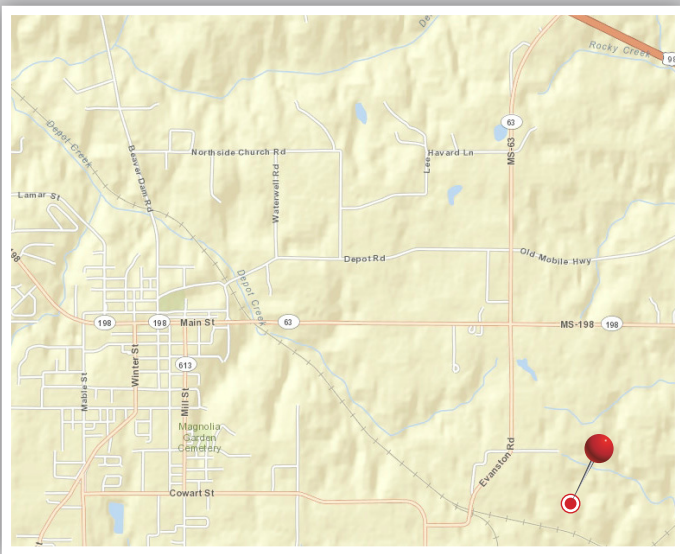 De
Rocky Creek
98
63
Depot Creek
Beaver Dam Rd
Northside Church Rd
Waterwell Rd
Lee
Havard Ln
MS-63
Lamar St
198
Depot Rd
Old Mobile Hwy
Depot Creek
198
198
Main St
63
MS-198
198
Winter St
613
Mable St
Mill St
Magnolia
Garden
Cemetery
Evanston Rd
Cowart St